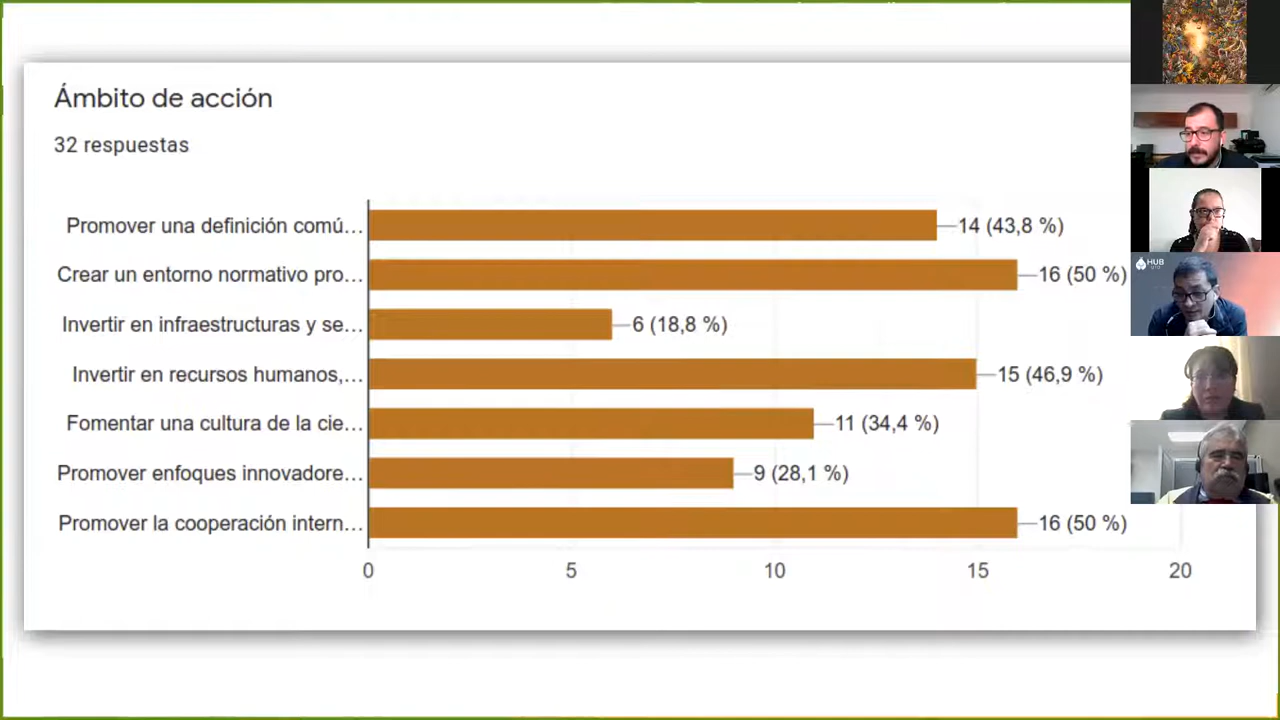 Ámbito de acción
32 respuestas
Promover una definición comú… 14 (43,8 %)
Crear un entorno normativo pro… 16 (50 %)
Invertir en infraestructuras y se… 6 (18,8 %)
Invertir en recursos humanos,… 15 (46,9 %)
Fomentar una cultura de la cie… 11 (34,4 %)
Promover enfoques innovadore… 9 (28,1 %)
Promover la cooperación intern… 16 (50 %)
0 5 10 15 20
HUB